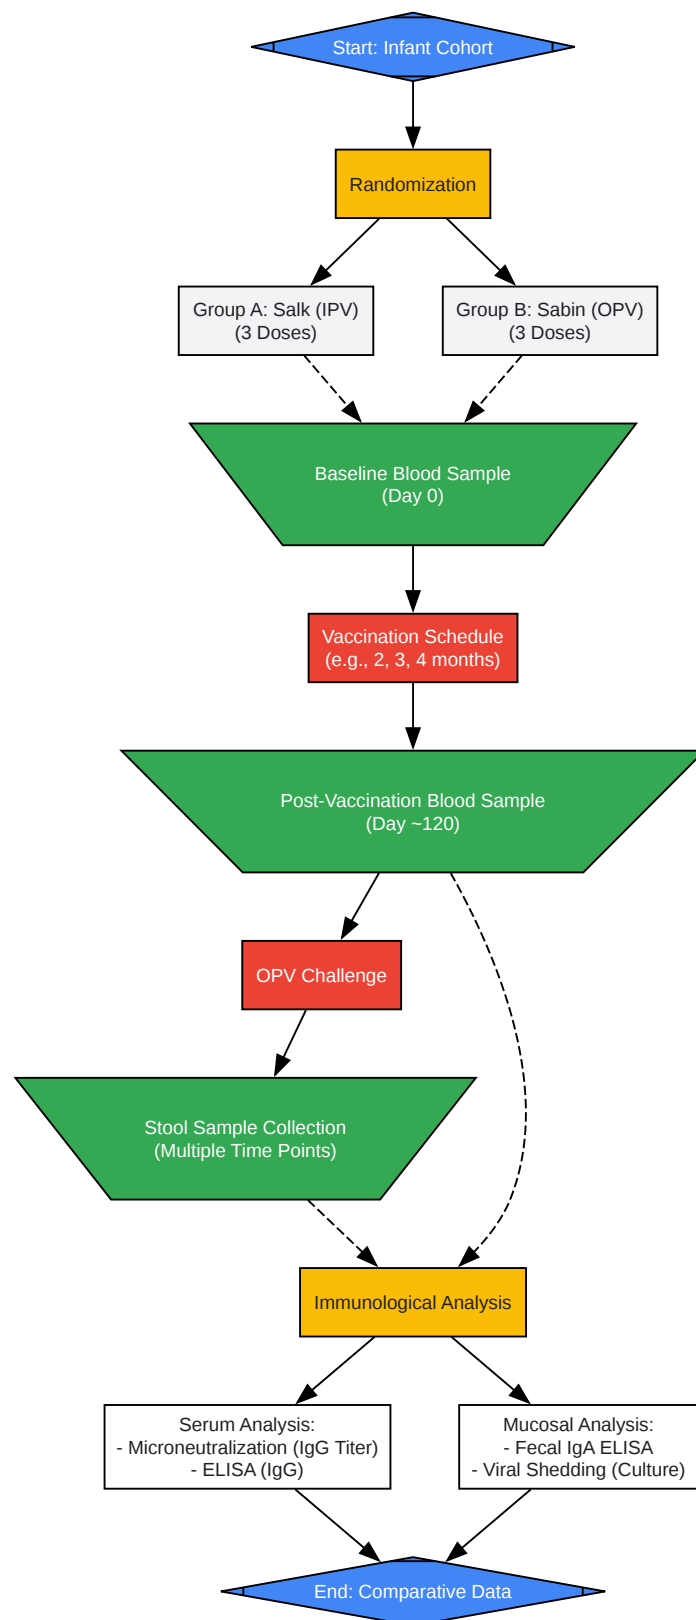 Start: Infant Cohort
Randomization
Group A: Salk (IPV)
(3 Doses)
Group B: Sabin (OPV)
(3 Doses)
Baseline Blood Sample
(Day 0)
Vaccination Schedule
(e.g., 2, 3, 4 months)
Post-Vaccination Blood Sample
(Day ~120)
OPV Challenge
Stool Sample Collection
(Multiple Time Points)
Immunological Analysis
Serum Analysis:
- Microneutralization (IgG Titer)
- ELISA (IgG)
Mucosal Analysis:
- Fecal IgA ELISA
- Viral Shedding (Culture)
End: Comparative Data